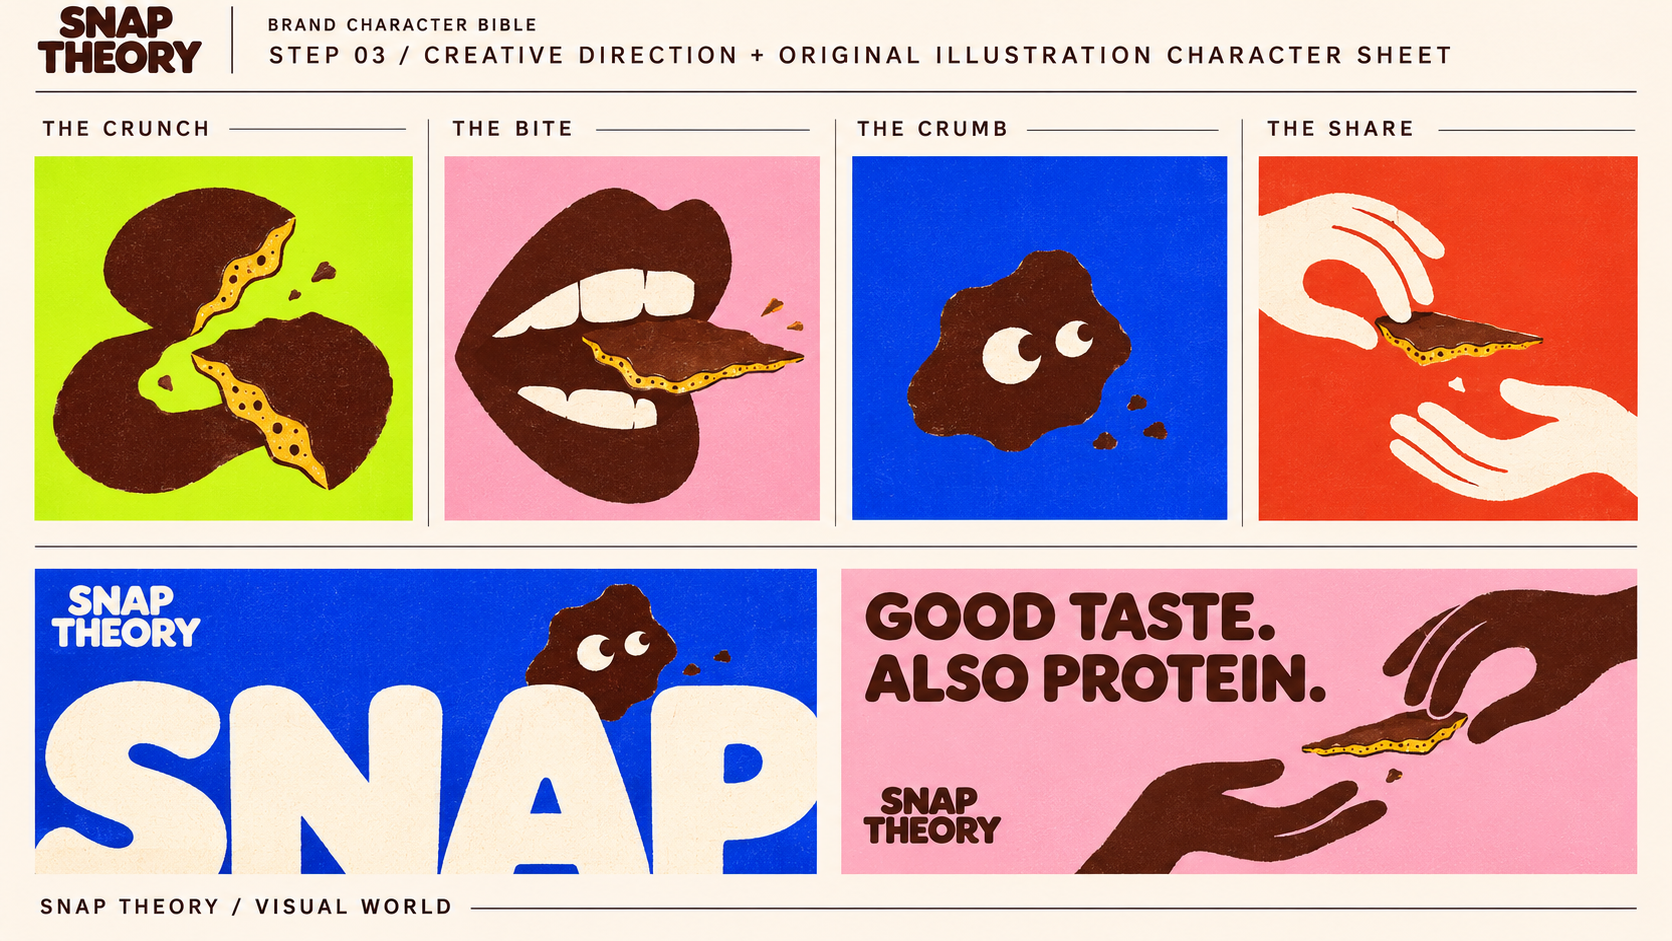 SNAP
THEORY
BRAND CHARACTER BIBLE
STEP 03 / CREATIVE DIRECTION + ORIGINAL ILLUSTRATION CHARACTER SHEET
THE CRUNCH
THE BITE
THE CRUMB
THE SHARE
SNAP
THEORY
SNAP
GOOD TASTE.
ALSO PROTEIN.
SNAP
THEORY
SNAP THEORY / VISUAL WORLD